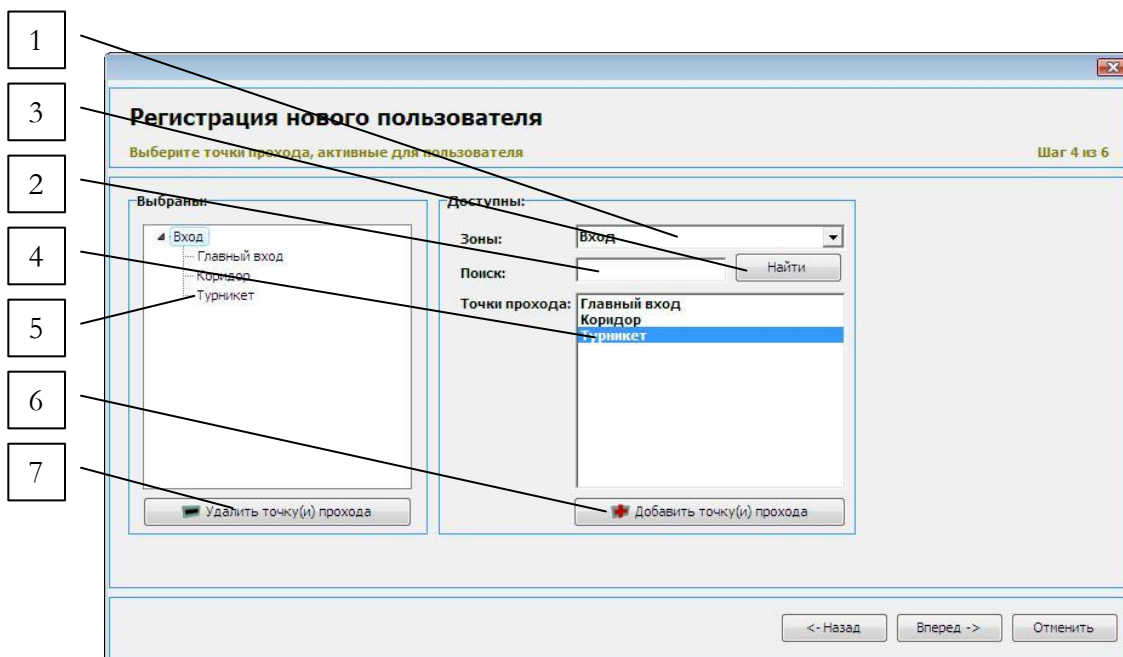 1
3
2
4
5
6
7
Регистрация нового пользователя
Выберите точки прохода, активные для пользователя
Шаг 4 из 6
Выбраны:
Вход
Главный вход
Коридор
Турникет
Удалить точку(и) прохода
Доступны:
Зоны: Вход
Поиск: Найти
Точки прохода: Главный вход
Коридор
Турникет
Добавить точку(и) прохода
<- Назад Вперед -> Отменить